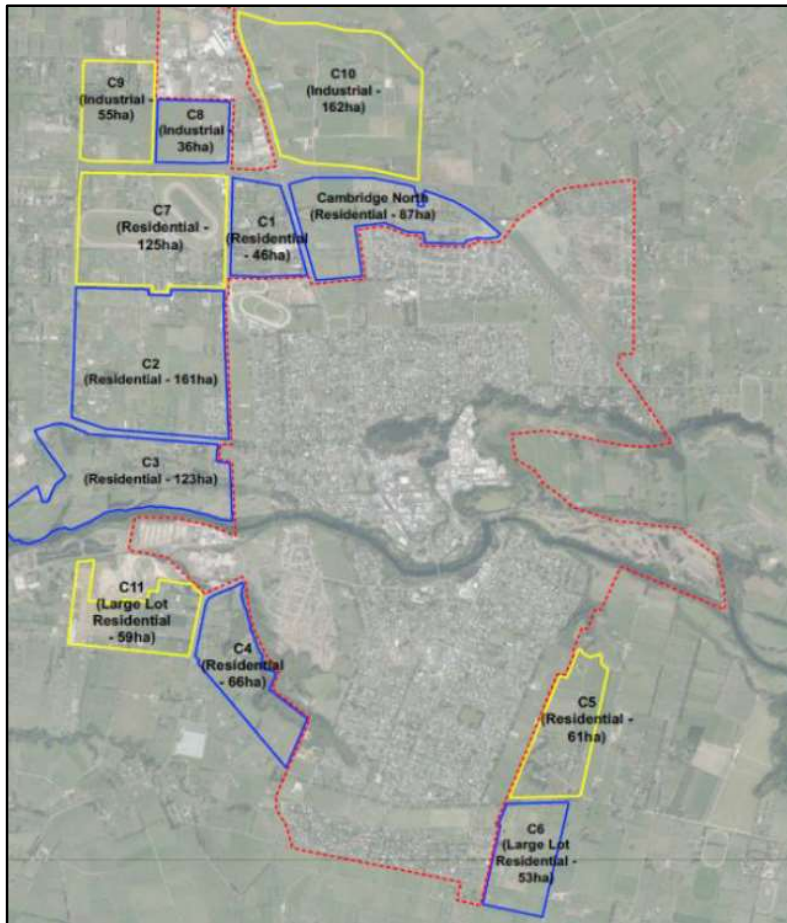 C9
(Industrial -
55ha)
C8
(Industrial -
36ha)
C10
(Industrial -
162ha)
C7
(Residential -
125ha)
C1
(Residential
- 46ha)
Cambridge North
(Residential - 87ha)
C2
(Residential - 161ha)
C3
(Residential - 123ha)
C11
(Large Lot
Residential
- 59ha)
C4
(Residential
- 66ha)
C5
(Residential -
61ha)
C6
(Large Lot
Residential -
53ha)